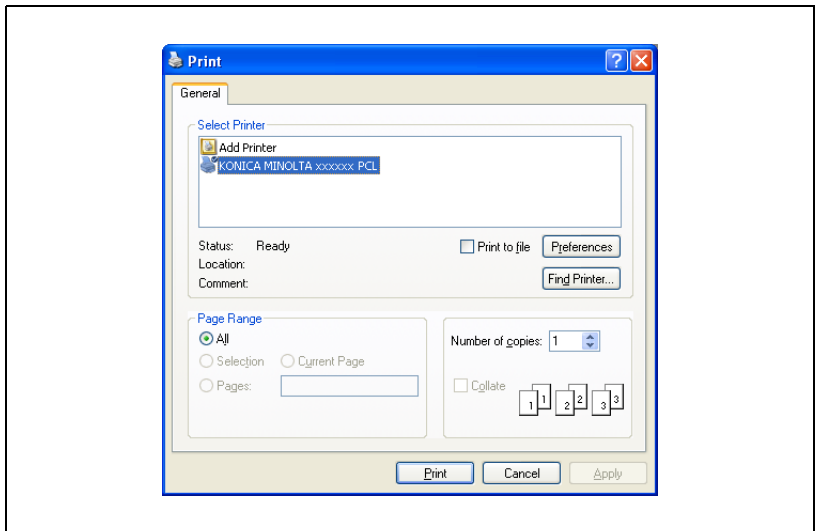 Print
General
Select Printer
Add Printer
KONICA MINOLTA xxxxxx PCL
Status: Ready
Print to file
Preferences
Location:
Comment:
Find Printer...
Page Range
All
Selection
Current Page
Pages:
Number of copies: 1
Collate
1 1 2 2 3 3
Print
Cancel
Apply